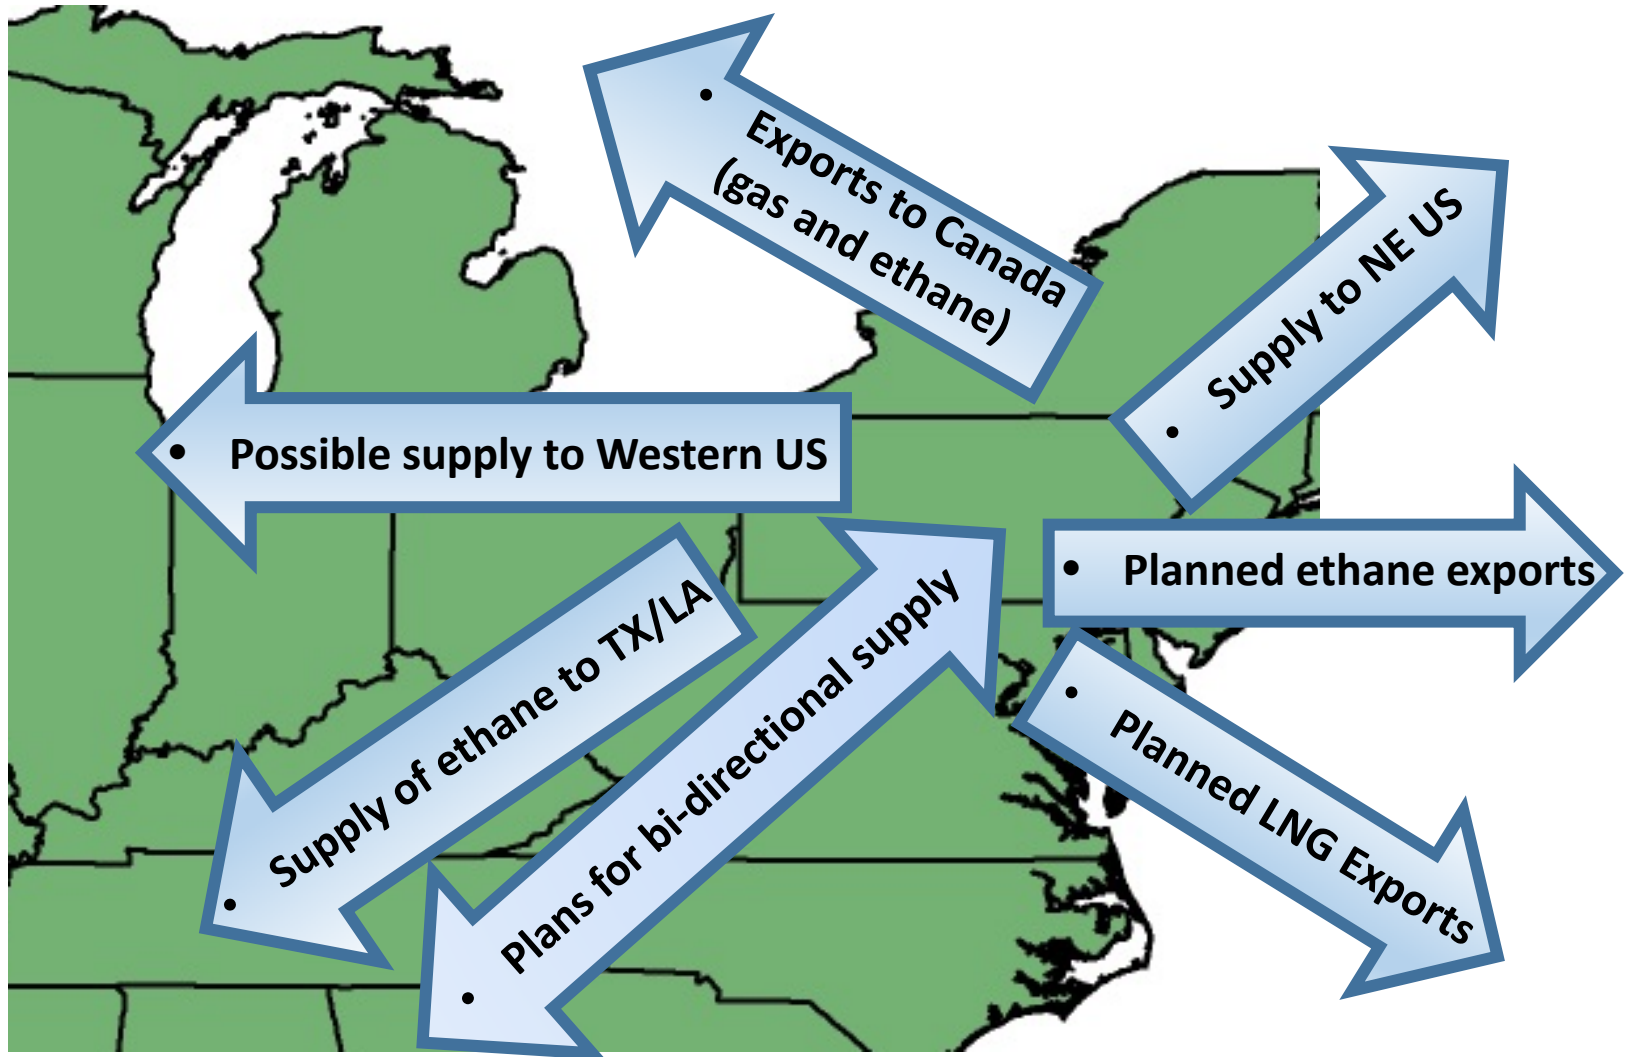 • Exports to Canada
(gas and ethane)
• Supply to NE US
• Possible supply to Western US
• Planned ethane exports
• Supply of ethane to TX/LA
• Plans for bi-directional supply
• Planned LNG Exports